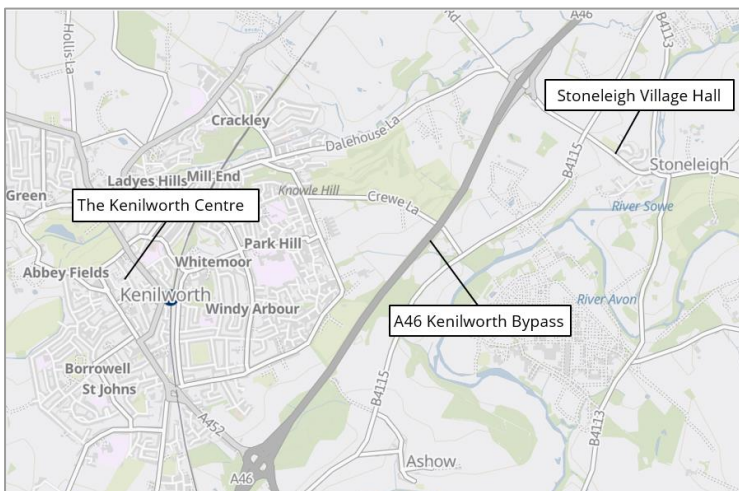 A46
B4113
Rd
Hollis La
Stoneleigh Village Hall
Crackley
Dalehouse La
B4115
Stoneleigh
Ladyes Hills
Mill End
Green
Knowle Hill
Crewe La
The Kenilworth Centre
River Sowe
Park Hill
Abbey Fields
Whitemoor
Kenilworth
Windy Arbour
River Avon
A46 Kenilworth Bypass
Borrowell
St Johns
B4115
A452
B4113
Ashow
A46